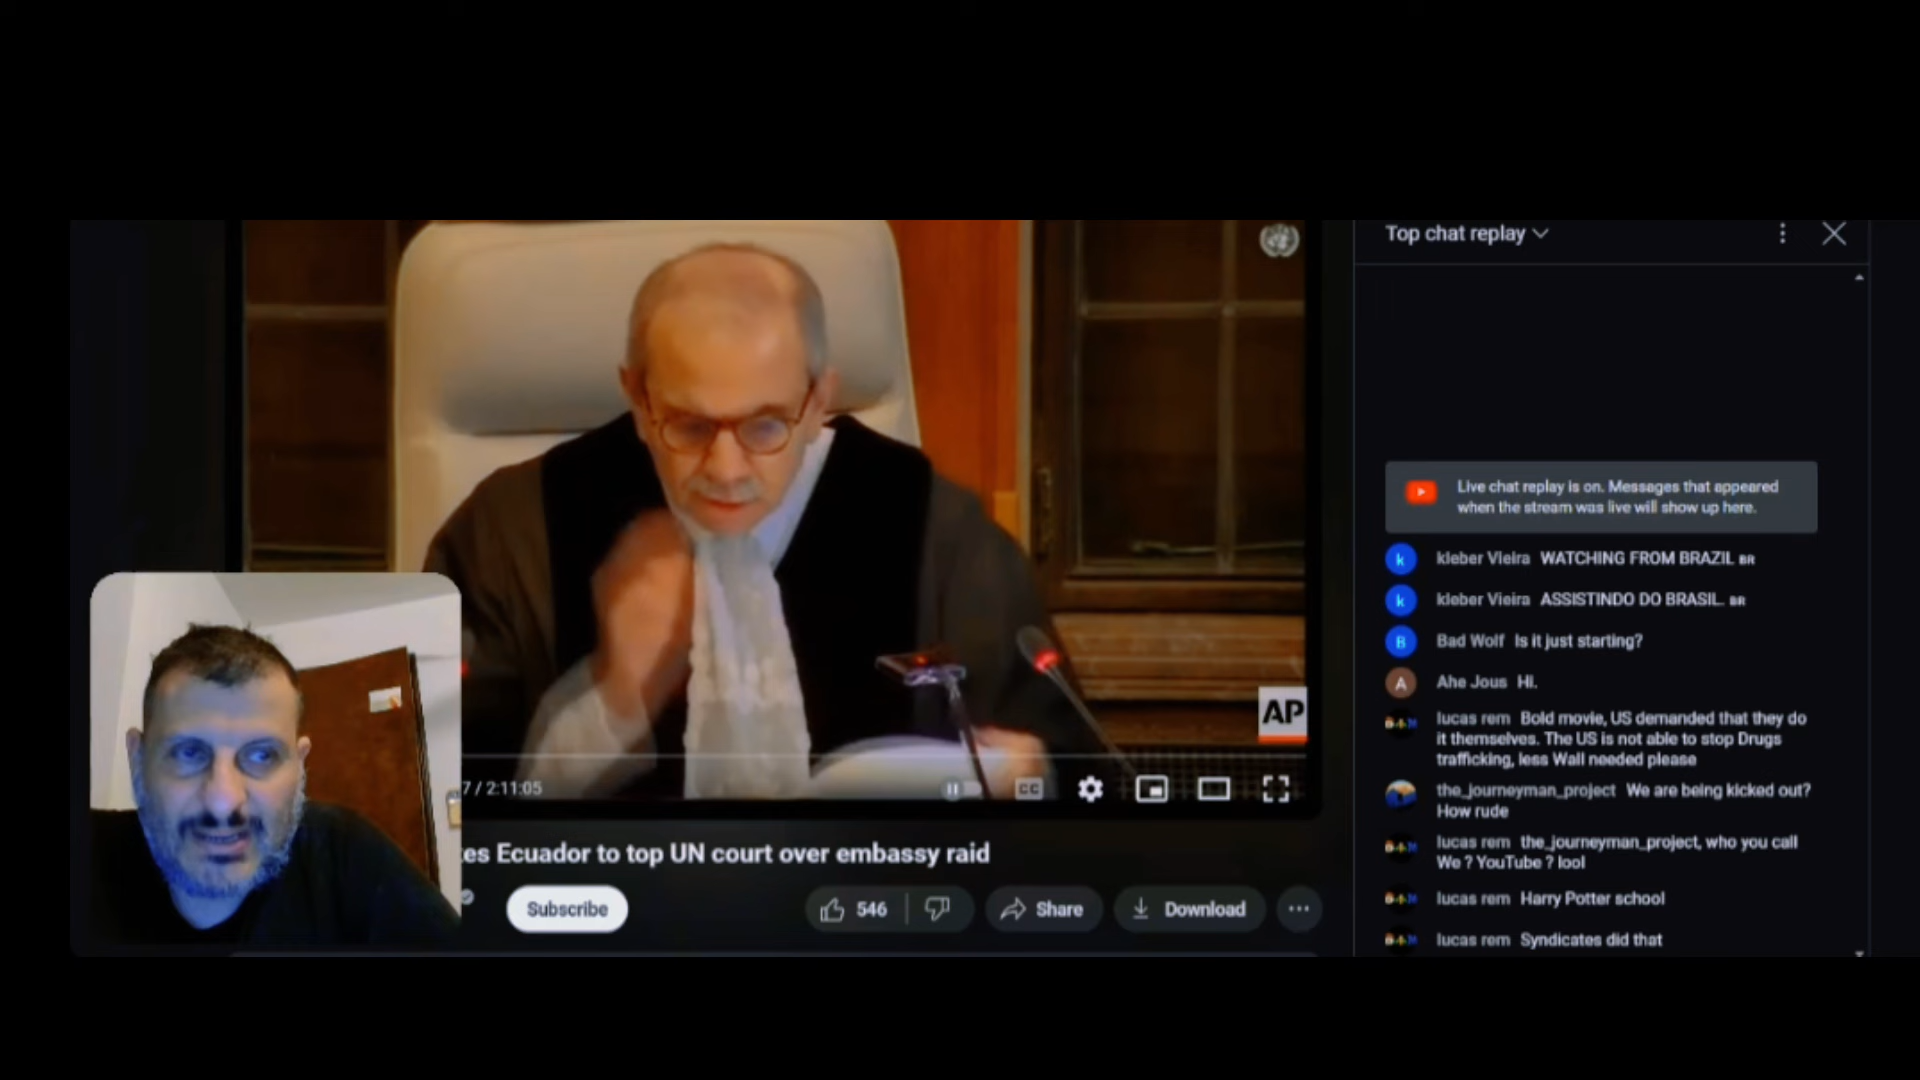 Top chat replay
Live chat replay is on. Messages that appeared
when the stream was live will show up here.
k kleber Vieira WATCHING FROM BRAZIL BR
k kleber Vieira ASSISTINDO DO BRASIL. BR
B Bad Wolf Is it just starting?
A Ahe Jous Hi.
lucas rem Bold movie, US demanded that they do
it themselves. The US is not able to stop Drugs
trafficking, less Wall needed please
the_journeyman_project We are being kicked out?
How rude
lucas rem the_journeyman_project, who you call
We ? YouTube ? lool
lucas rem Harry Potter school
lucas rem Syndicates did that
AP
7 / 2:11:05
CC
es Ecuador to top UN court over embassy raid
Subscribe
546
Share
Download